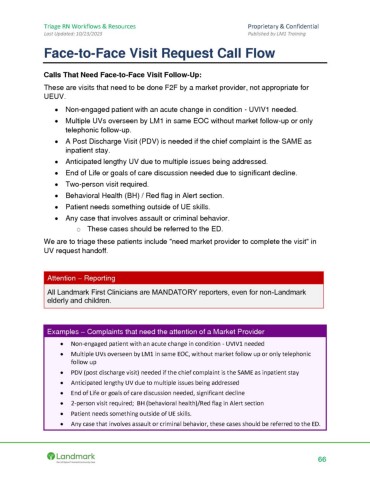 Triage RN Workflows & Resources Proprietary & Confidential
Last Updated: 10/23/2020 Published by LM1 Training
Face-to-Face Visit Request Call Flow
Calls That Need Face-to-Face Visit Follow-Up:
These are visits that need to be done F2F by a market provider, not appropriate for
UEUV.
• Non-engaged patient with an acute change in condition - UVIV1 needed.
• Multiple UVs overseen by LM1 in same EOC without market follow-up or only
telephonic follow-up.
• A Post Discharge Visit (PDV) is needed if the chief complaint is the SAME as
inpatient stay.
• Anticipated lengthy UV due to multiple issues being addressed.
• End of Life or goals of care discussion needed due to significant decline.
• Two-person visit required.
• Behavioral Health (BH) / Red flag in Alert section.
• Patient needs something outside of UE skills.
• Any case that involves assault or criminal behavior.
o These cases should be referred to the ED.
We are to triage these patients include "need market provider to complete the visit" in
UV request handoff.
Attention – Reporting
All Landmark First Clinicians are MANDATORY reporters, even for non-Landmark
elderly and children.
Examples – Complaints that need the attention of a Market Provider
• Non-engaged patient with an acute change in condition - UVIV1 needed
• Multiple UVs overseen by LM1 in same EOC, without market follow up or only telephonic
follow up
• PDV (post discharge visit) needed if the chief complaint is the SAME as inpatient stay
• Anticipated lengthy UV due to multiple issues being addressed
• End of Life or goals of care discussion needed, significant decline
• 2-person visit required; BH (behavioral health)/Red flag in Alert section
• Patient needs something outside of UE skills.
• Any case that involves assault or criminal behavior, these cases should be referred to the ED.
Landmark
66